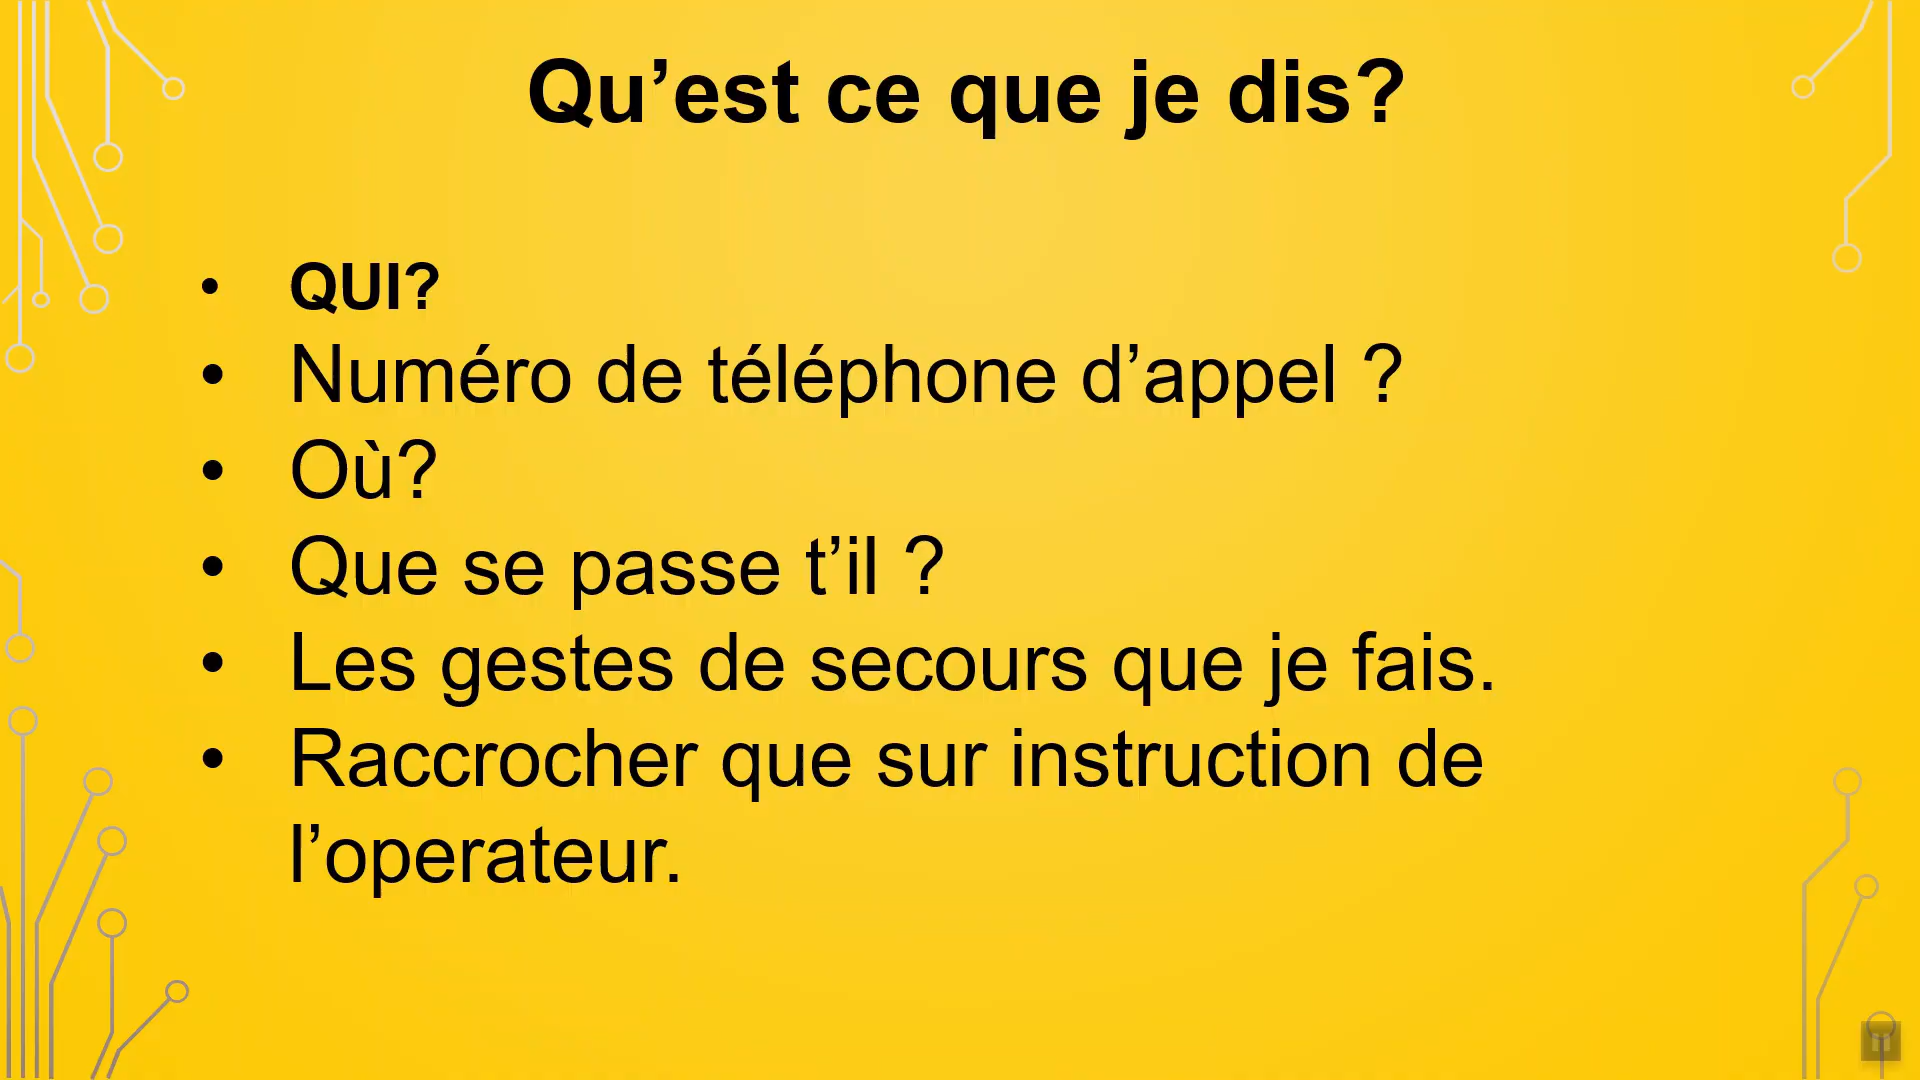 Qu’est ce que je dis?
• QUI?
• Numéro de téléphone d’appel ?
• Où?
• Que se passe t’il ?
• Les gestes de secours que je fais.
• Raccrocher que sur instruction de
l’operateur.